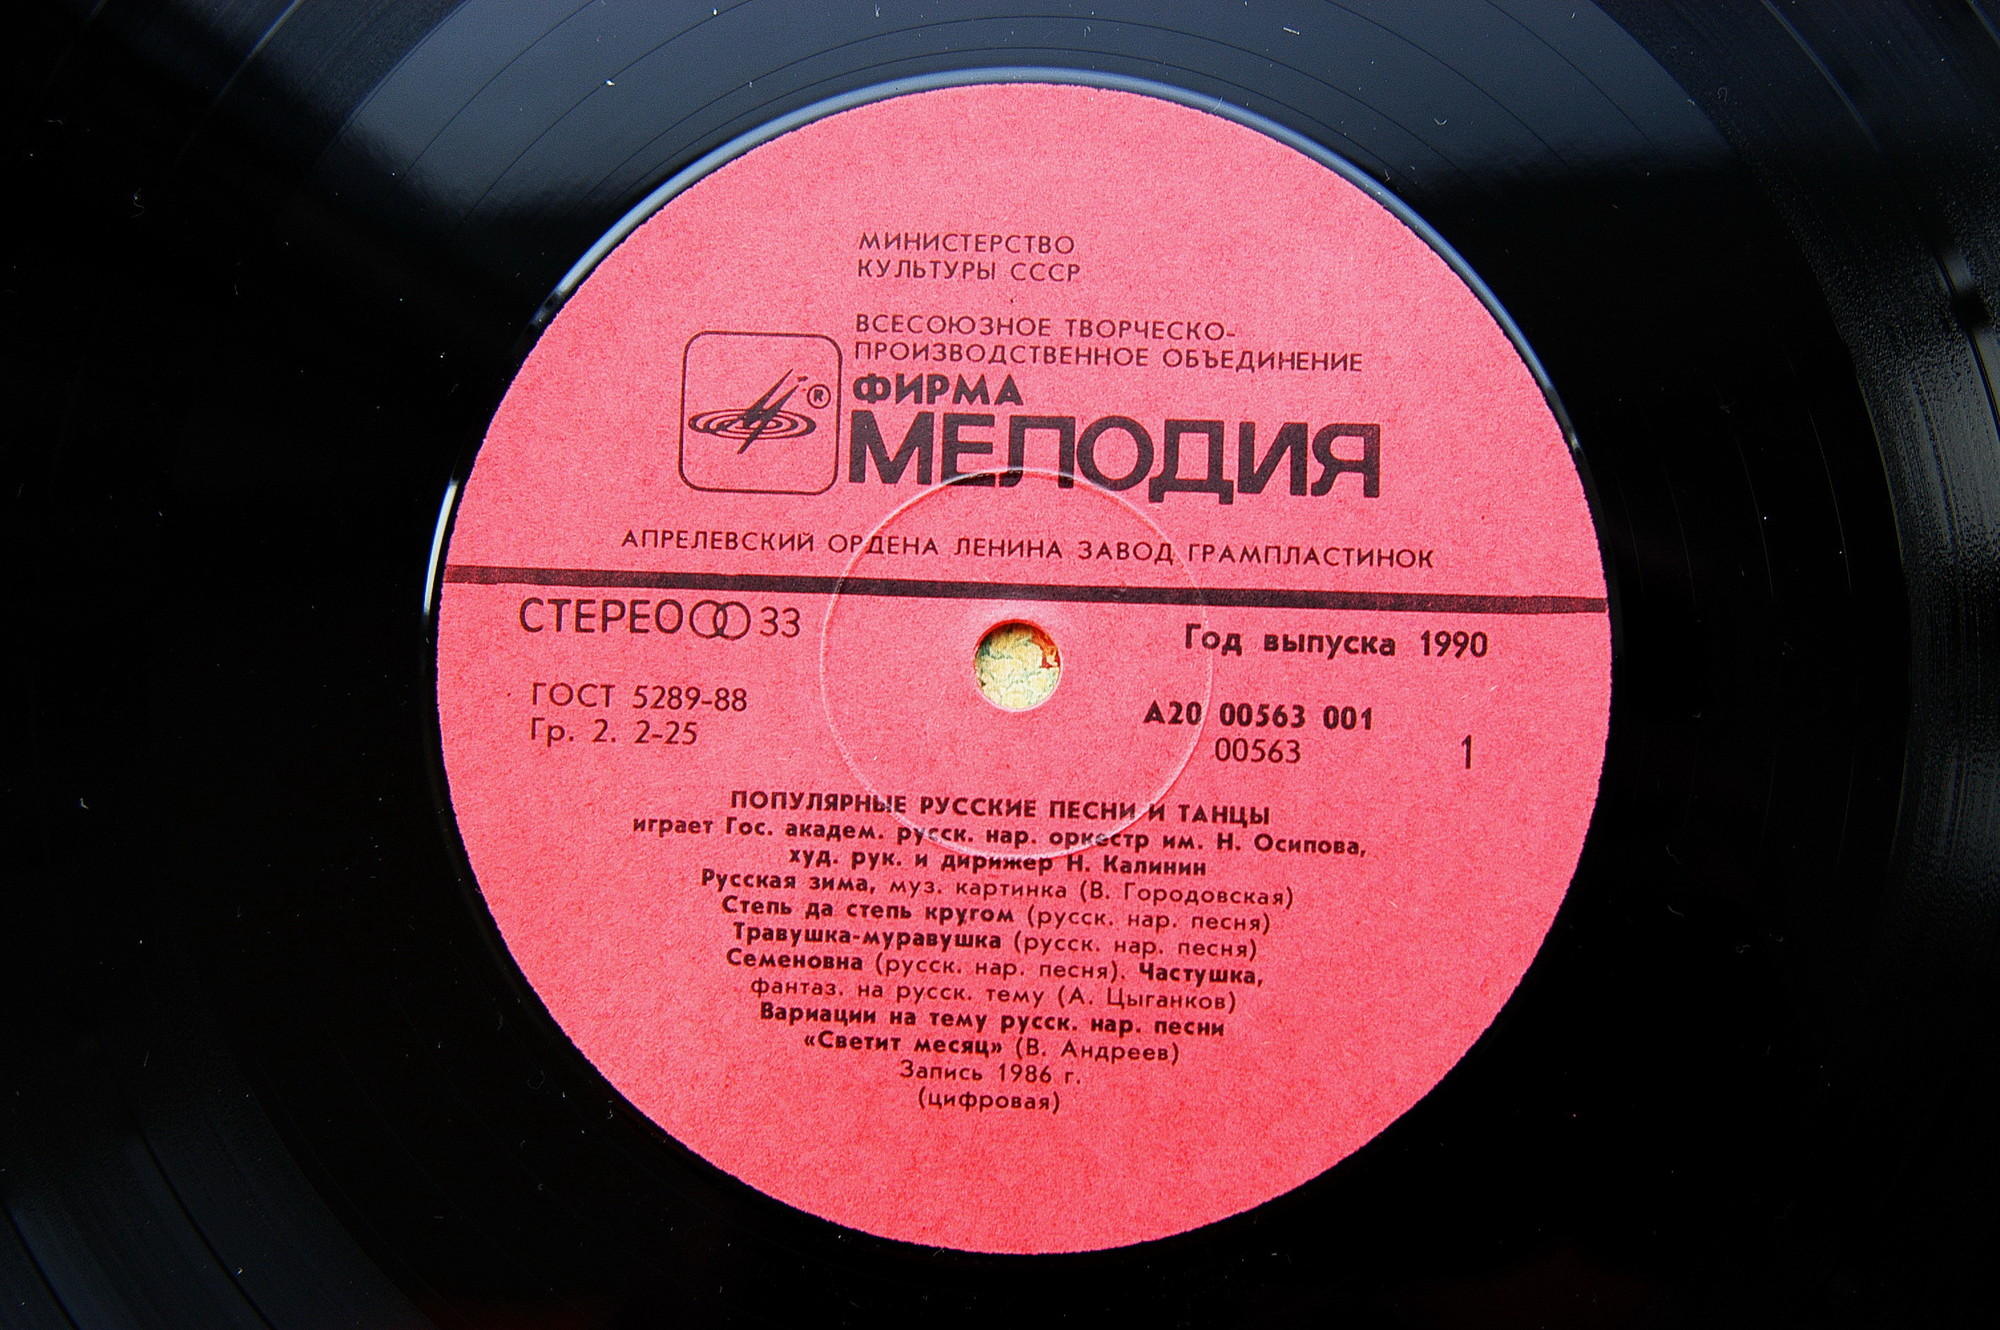 МИНИСТЕРСТВО
КУЛЬТУРЫ СССР
ВСЕСОЮЗНОЕ ТВОРЧЕСКО-
ПРОИЗВОДСТВЕННОЕ ОБЪЕДИНЕНИЕ
®
ФИРМА
МЕЛОДИЯ
АПРЕЛЕВСКИЙ ОРДЕНА ЛЕНИНА ЗАВОД ГРАМПЛАСТИНОК
СТЕРЕО 33
Год выпуска 1990
ГОСТ 5289-88
Гр. 2. 2-25
А20 00563 001
00563
1
ПОПУЛЯРНЫЕ РУССКИЕ ПЕСНИ И ТАНЦЫ
играет Гос. академ. русск. нар. оркестр им. Н. Осипова,
худ. рук. и дирижер Н. Калинин
Русская зима, муз. картинка (В. Городовская)
Степь да степь кругом (русск. нар. песня)
Травушка-муравушка (русск. нар. песня)
Семеновна (русск. нар. песня). Частушка,
фантаз. на русск. тему (А. Цыганков)
Вариации на тему русск. нар. песни
«Светит месяц» (В. Андреев)
Запись 1986 г.
(цифровая)